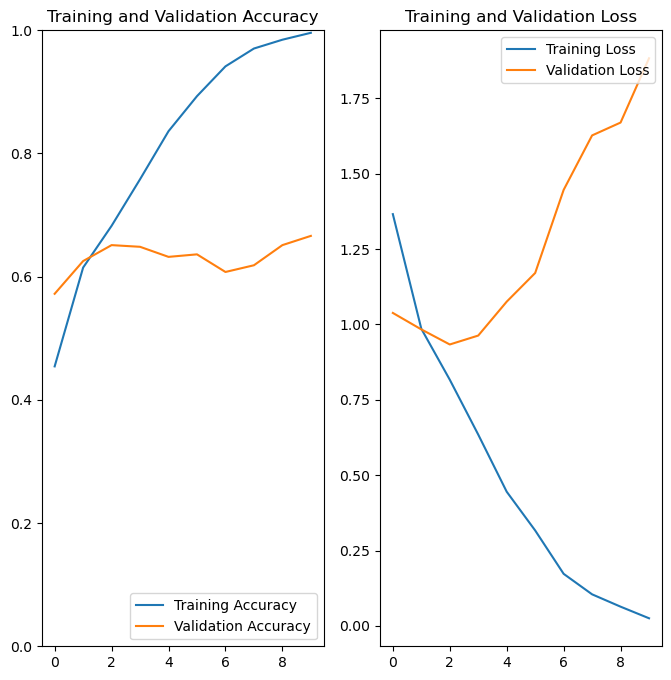 Training and Validation Accuracy
1.0
0.8
0.6
0.4
0.2
0.0
0 2 4 6 8
Training Accuracy
Validation Accuracy
Training and Validation Loss
Training Loss
Validation Loss
1.75
1.50
1.25
1.00
0.75
0.50
0.25
0.00
0 2 4 6 8